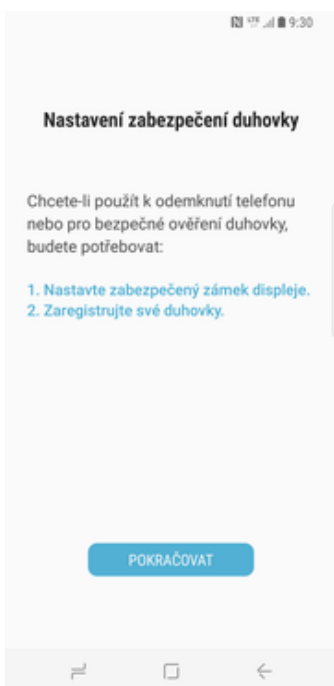 LTE 9:30
Nastavení zabezpečení duhovky
Chcete-li použít k odemknutí telefonu
nebo pro bezpečné ověření duhovky,
budete potřebovat:
1. Nastavte zabezpečený zámek displeje.
2. Zaregistrujte své duhovky.
POKRAČOVAT